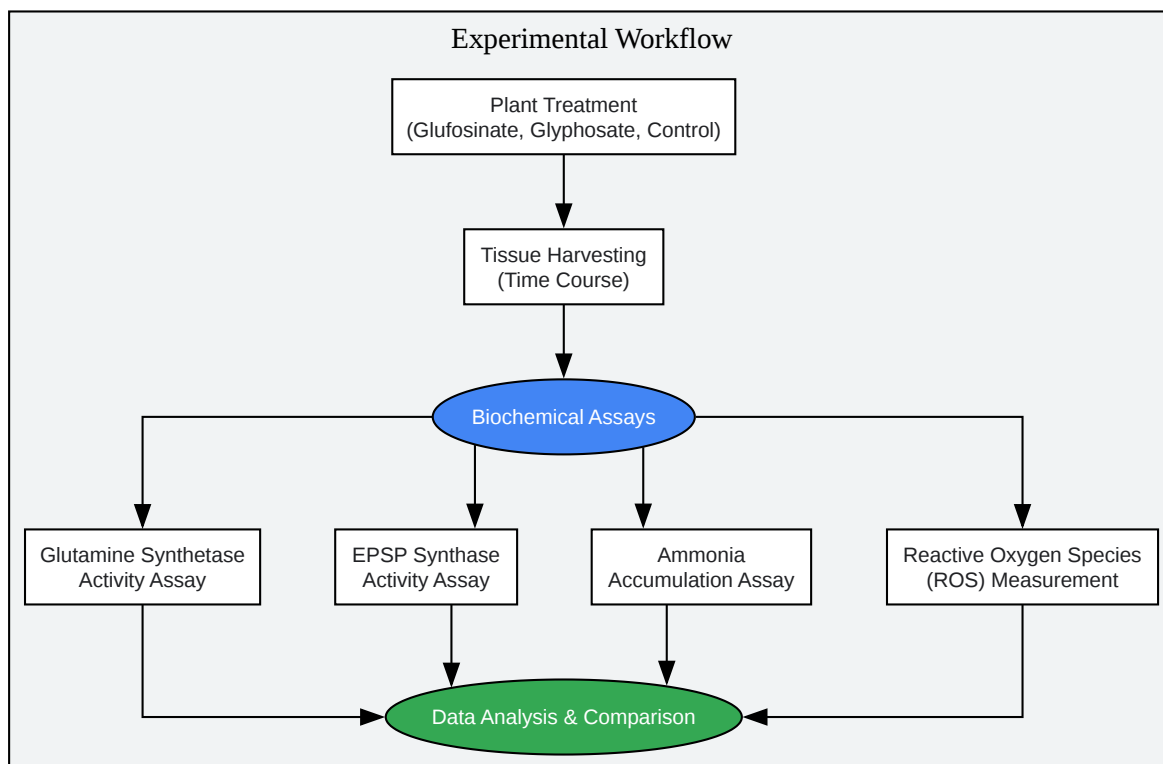 Experimental Workflow
Plant Treatment
(Glufosinate, Glyphosate, Control)
Tissue Harvesting
(Time Course)
Biochemical Assays
Glutamine Synthetase
Activity Assay
EPSP Synthase
Activity Assay
Ammonia
Accumulation Assay
Reactive Oxygen Species
(ROS) Measurement
Data Analysis & Comparison